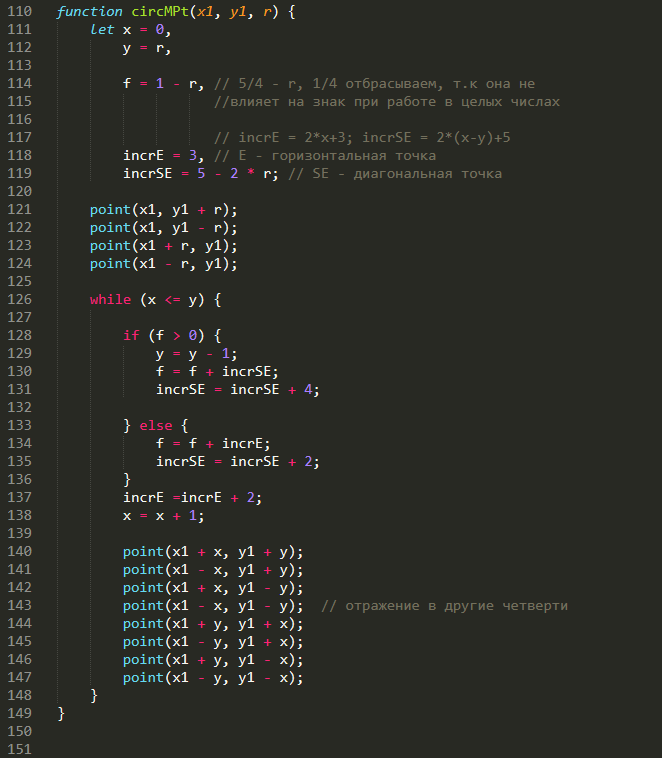 110 function circMPt(x1, y1, r) {
111 let x = 0,
112 y = r,
113
114 f = 1 - r, // 5/4 - r, 1/4 отбрасываем, т.к она не
115 //влияет на знак при работе в целых числах
116
117 // incrE = 2*x+3; incrSE = 2*(x-y)+5
118 incrE = 3, // E - горизонтальная точка
119 incrSE = 5 - 2 * r; // SE - диагональная точка
120
121 point(x1, y1 + r);
122 point(x1, y1 - r);
123 point(x1 + r, y1);
124 point(x1 - r, y1);
125
126 while (x <= y) {
127
128 if (f > 0) {
129 y = y - 1;
130 f = f + incrSE;
131 incrSE = incrSE + 4;
132
133 } else {
134 f = f + incrE;
135 incrSE = incrSE + 2;
136 }
137 incrE =incrE + 2;
138 x = x + 1;
139
140 point(x1 + x, y1 + y);
141 point(x1 - x, y1 + y);
142 point(x1 + x, y1 - y);
143 point(x1 - x, y1 - y); // отражение в другие четверти
144 point(x1 + y, y1 + x);
145 point(x1 - y, y1 + x);
146 point(x1 + y, y1 - x);
147 point(x1 - y, y1 - x);
148 }
149 }
150
151